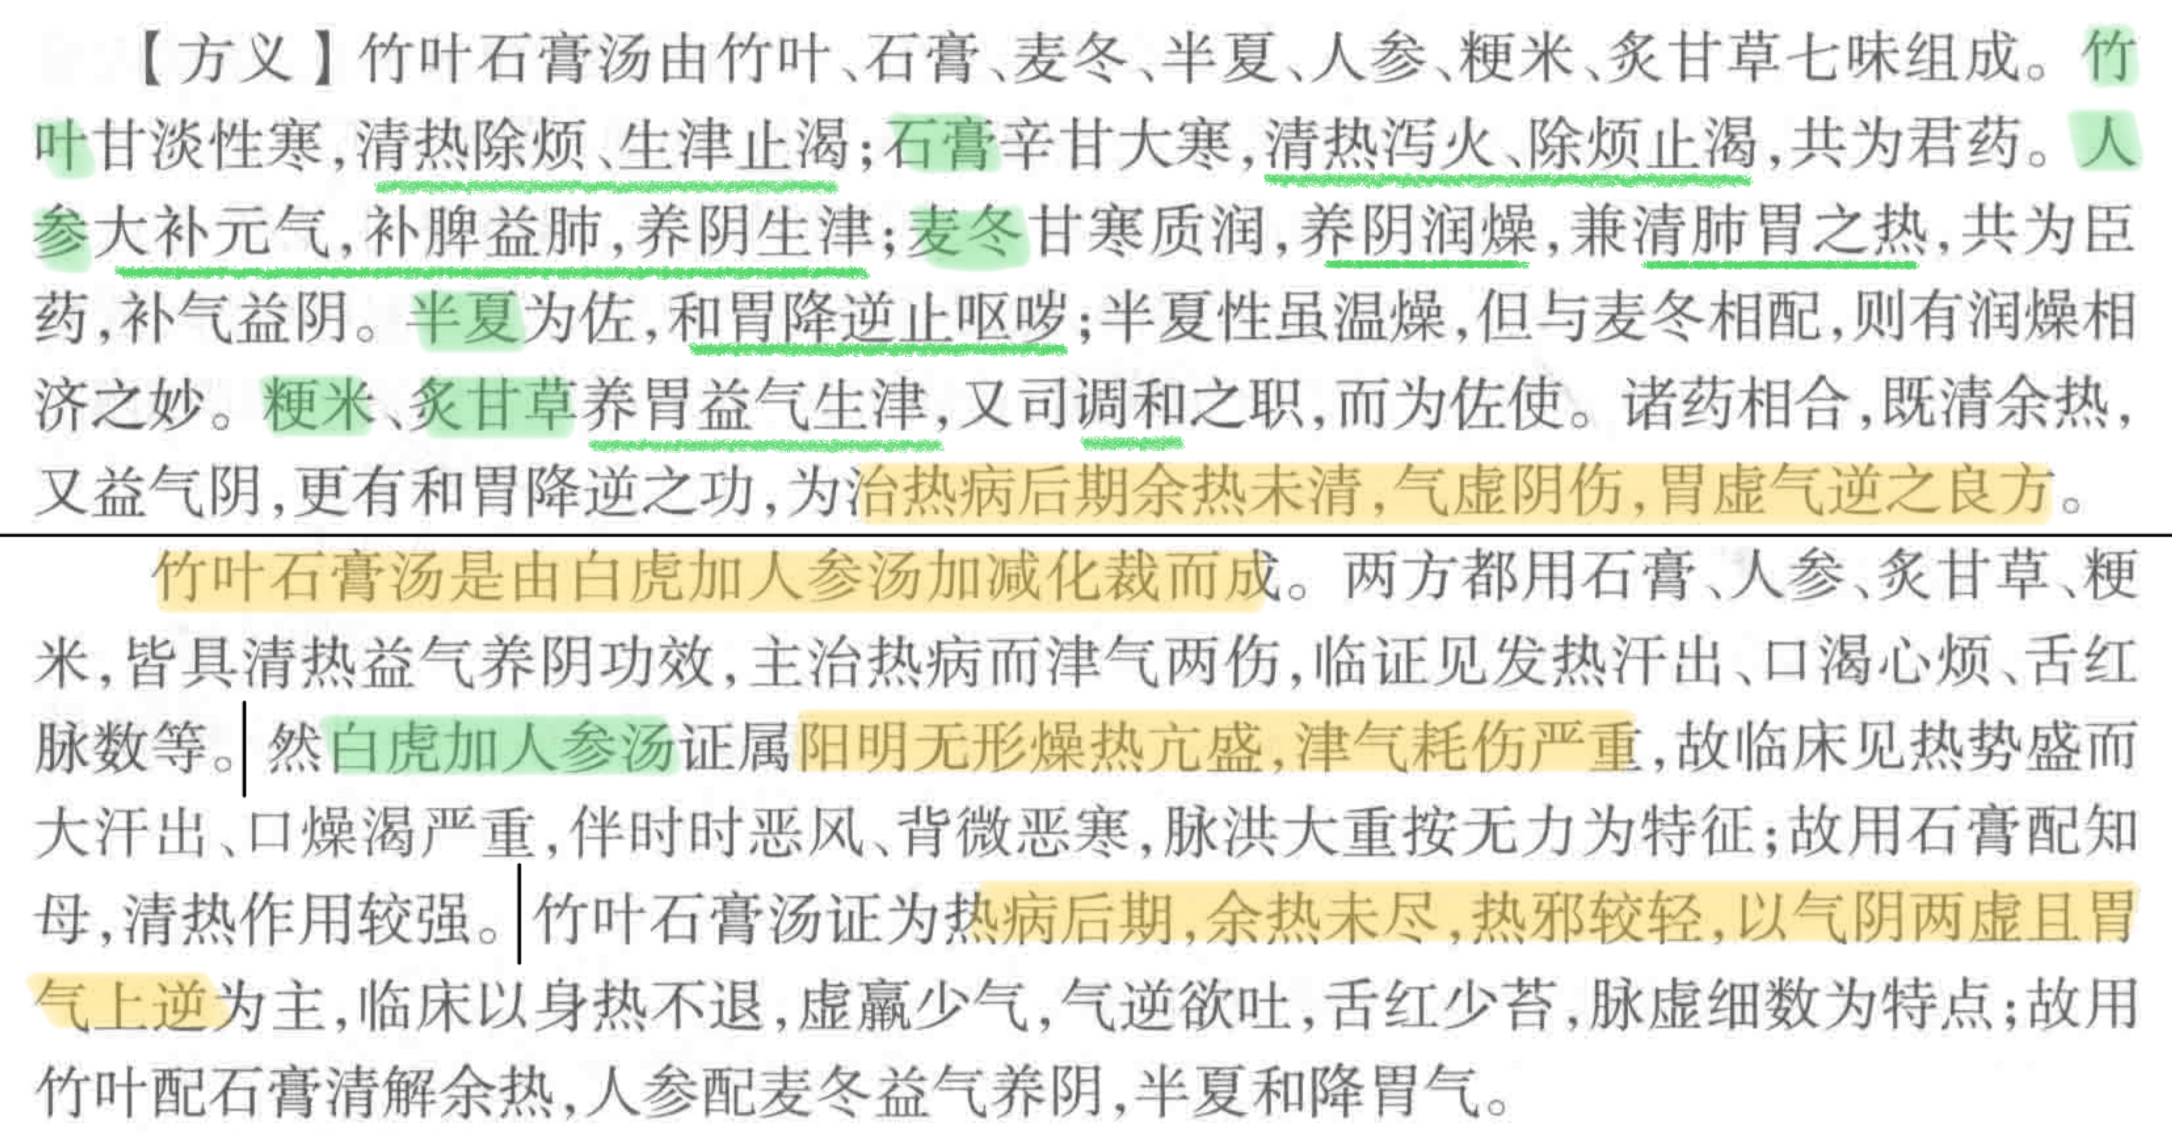 【方义】竹叶石膏汤由竹叶、石膏、麦冬、半夏、人参、粳米、炙甘草七味组成。竹
叶甘淡性寒,清热除烦、生津止渴;石膏辛甘大寒,清热泻火、除烦止渴,共为君药。人
参大补元气,补脾益肺,养阴生津;麦冬甘寒质润,养阴润燥,兼清肺胃之热,共为臣
药,补气益阴。半夏为佐,和胃降逆止呕哕;半夏性虽温燥,但与麦冬相配,则有润燥相
济之妙。粳米、炙甘草养胃益气生津,又司调和之职,而为佐使。诸药相合,既清余热,
又益气阴,更有和胃降逆之功,为治热病后期余热未清,气虚阴伤,胃虚气逆之良方。
竹叶石膏汤是由白虎加人参汤加减化裁而成。两方都用石膏、人参、炙甘草、粳
米,皆具清热益气养阴功效,主治热病而津气两伤,临证见发热汗出、口渴心烦、舌红
脉数等。然白虎加人参汤证属阳明无形燥热亢盛,津气耗伤严重,故临床见热势盛而
大汗出、口燥渴严重,伴时时恶风、背微恶寒,脉洪大重按无力为特征;故用石膏配知
母,清热作用较强。竹叶石膏汤证为热病后期,余热未尽,热邪较轻,以气阴两虚且胃
气上逆为主,临床以身热不退,虚羸少气,气逆欲吐,舌红少苔,脉虚细数为特点;故用
竹叶配石膏清解余热,人参配麦冬益气养阴,半夏和降胃气。